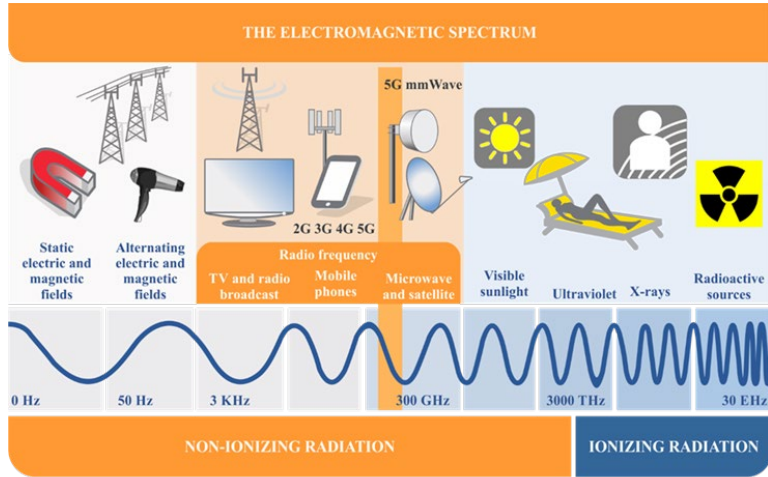 THE ELECTROMAGNETIC SPECTRUM
5G mmWave
2G 3G 4G 5G
Static
electric and
magnetic
fields
Alternating
electric and
magnetic
fields
Radio frequency
TV and radio
broadcast
Mobile
phones
Microwave
and satellite
Visible
sunlight
Ultraviolet
X-rays
Radioactive
sources
0 Hz
50 Hz
3 KHz
300 GHz
3000 THz
30 EHz
NON-IONIZING RADIATION
IONIZING RADIATION